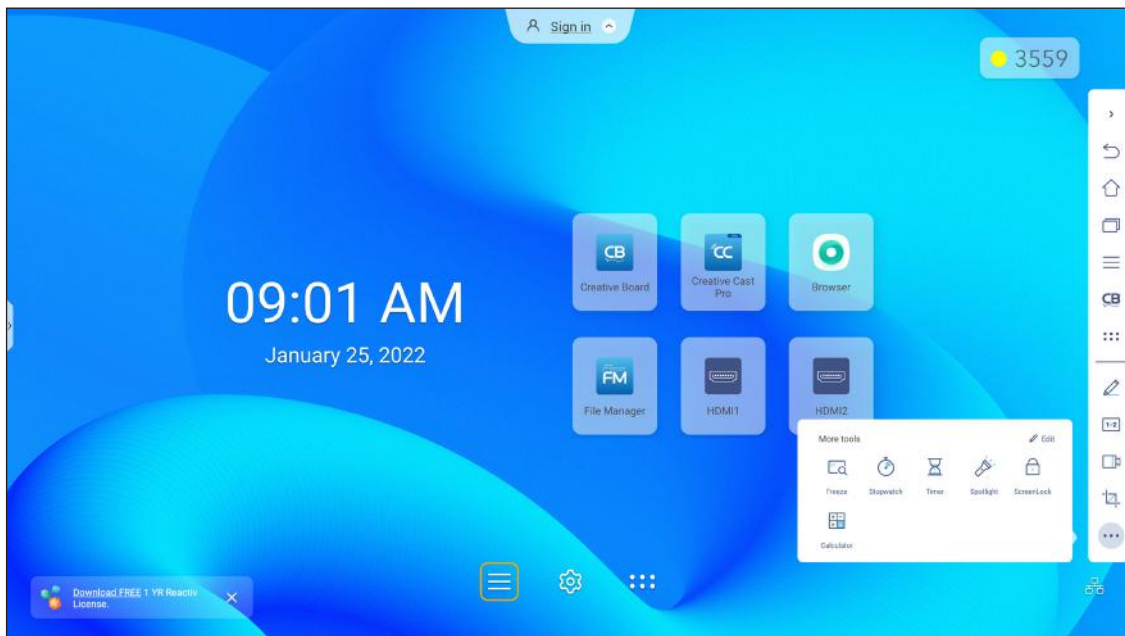 Sign in
3559
09:01 AM
January 25, 2022
CB
Creative Board
CC
Creative Cast
Pro
Browser
FM
File Manager
HDMI1
HDMI2
CB
1-2
More tools
Edit
Freeze
Stopwatch
Timer
Spotlight
ScreenLock
Calculator
Download FREE 1 YR Reactiv
License.